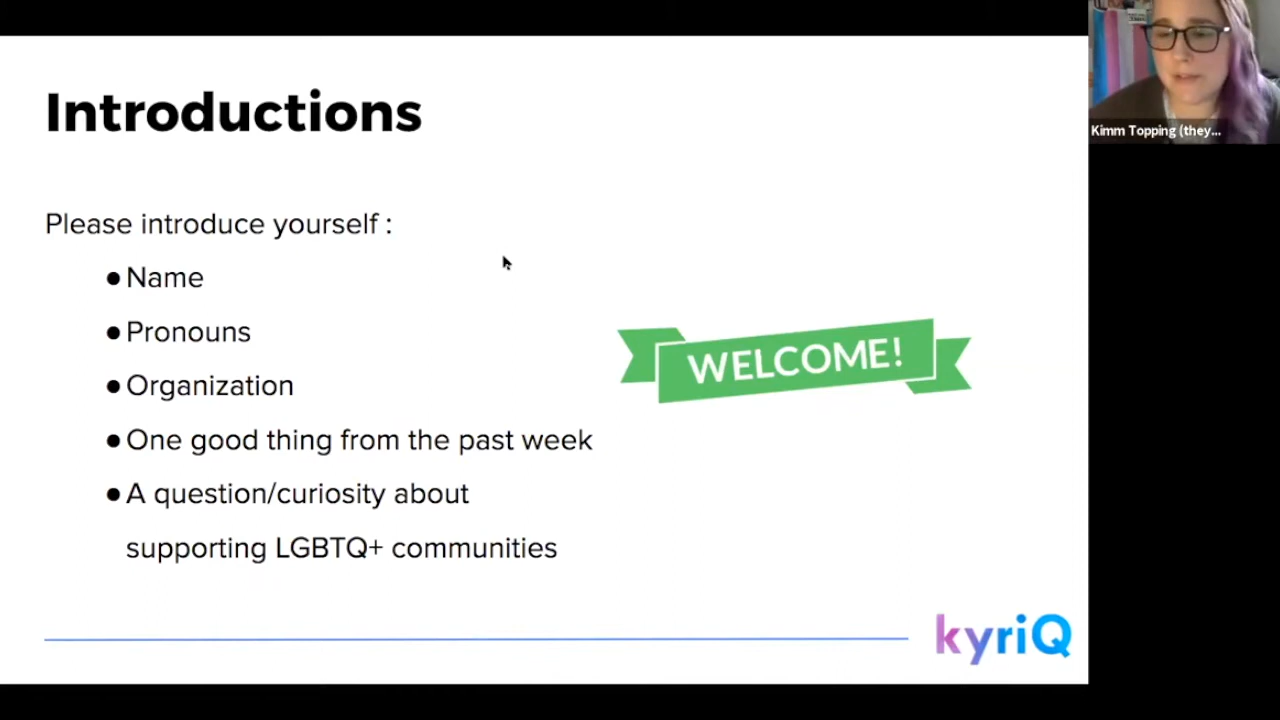 Introductions
Please introduce yourself :
● Name
● Pronouns
● Organization
● One good thing from the past week
● A question/curiosity about
supporting LGBTQ+ communities
WELCOME!
kyriQ
Kimm Topping (they...